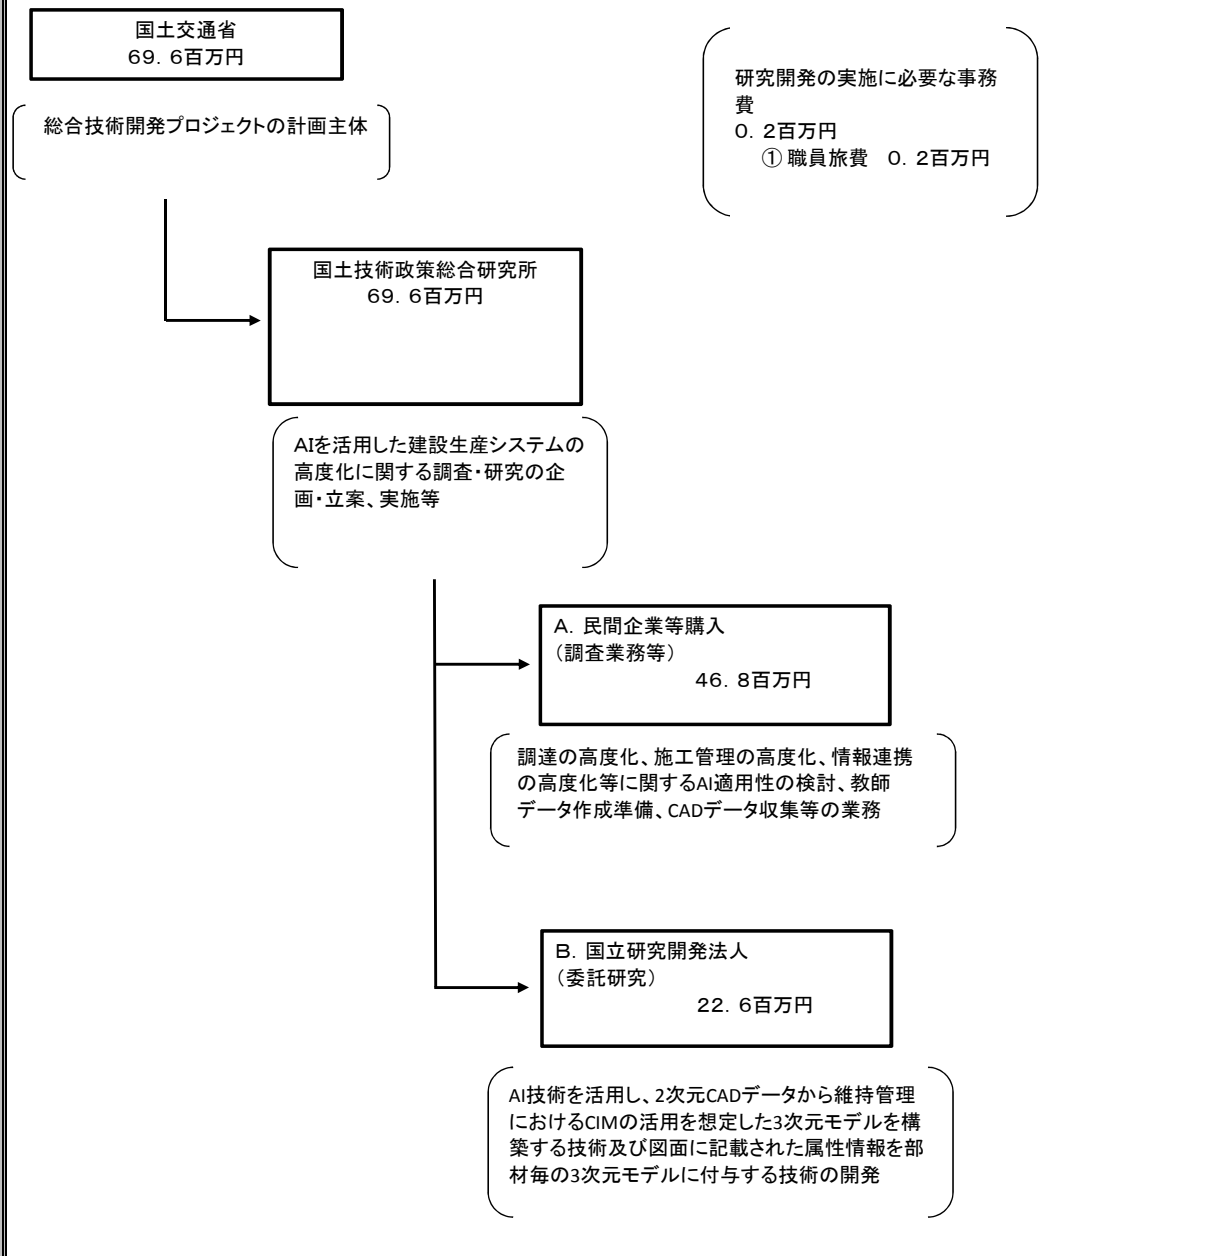 国土交通省
６９．６百万円
総合技術開発プロジェクトの計画主体
研究開発の実施に必要な事務
費
０．２百万円
① 職員旅費　０．２百万円
国土技術政策総合研究所
６９．６百万円
AIを活用した建設生産システムの
高度化に関する調査・研究の企
画・立案、実施等
A．民間企業等購入
（調査業務等）
４６．８百万円
調達の高度化、施工管理の高度化、情報連携
の高度化等に関するAI適用性の検討、教師
データ作成準備、CADデータ収集等の業務
B．国立研究開発法人
（委託研究）
２２．６百万円
AI技術を活用し、2次元CADデータから維持管理
におけるCIMの活用を想定した3次元モデルを構
築する技術及び図面に記載された属性情報を部
材毎の3次元モデルに付与する技術の開発